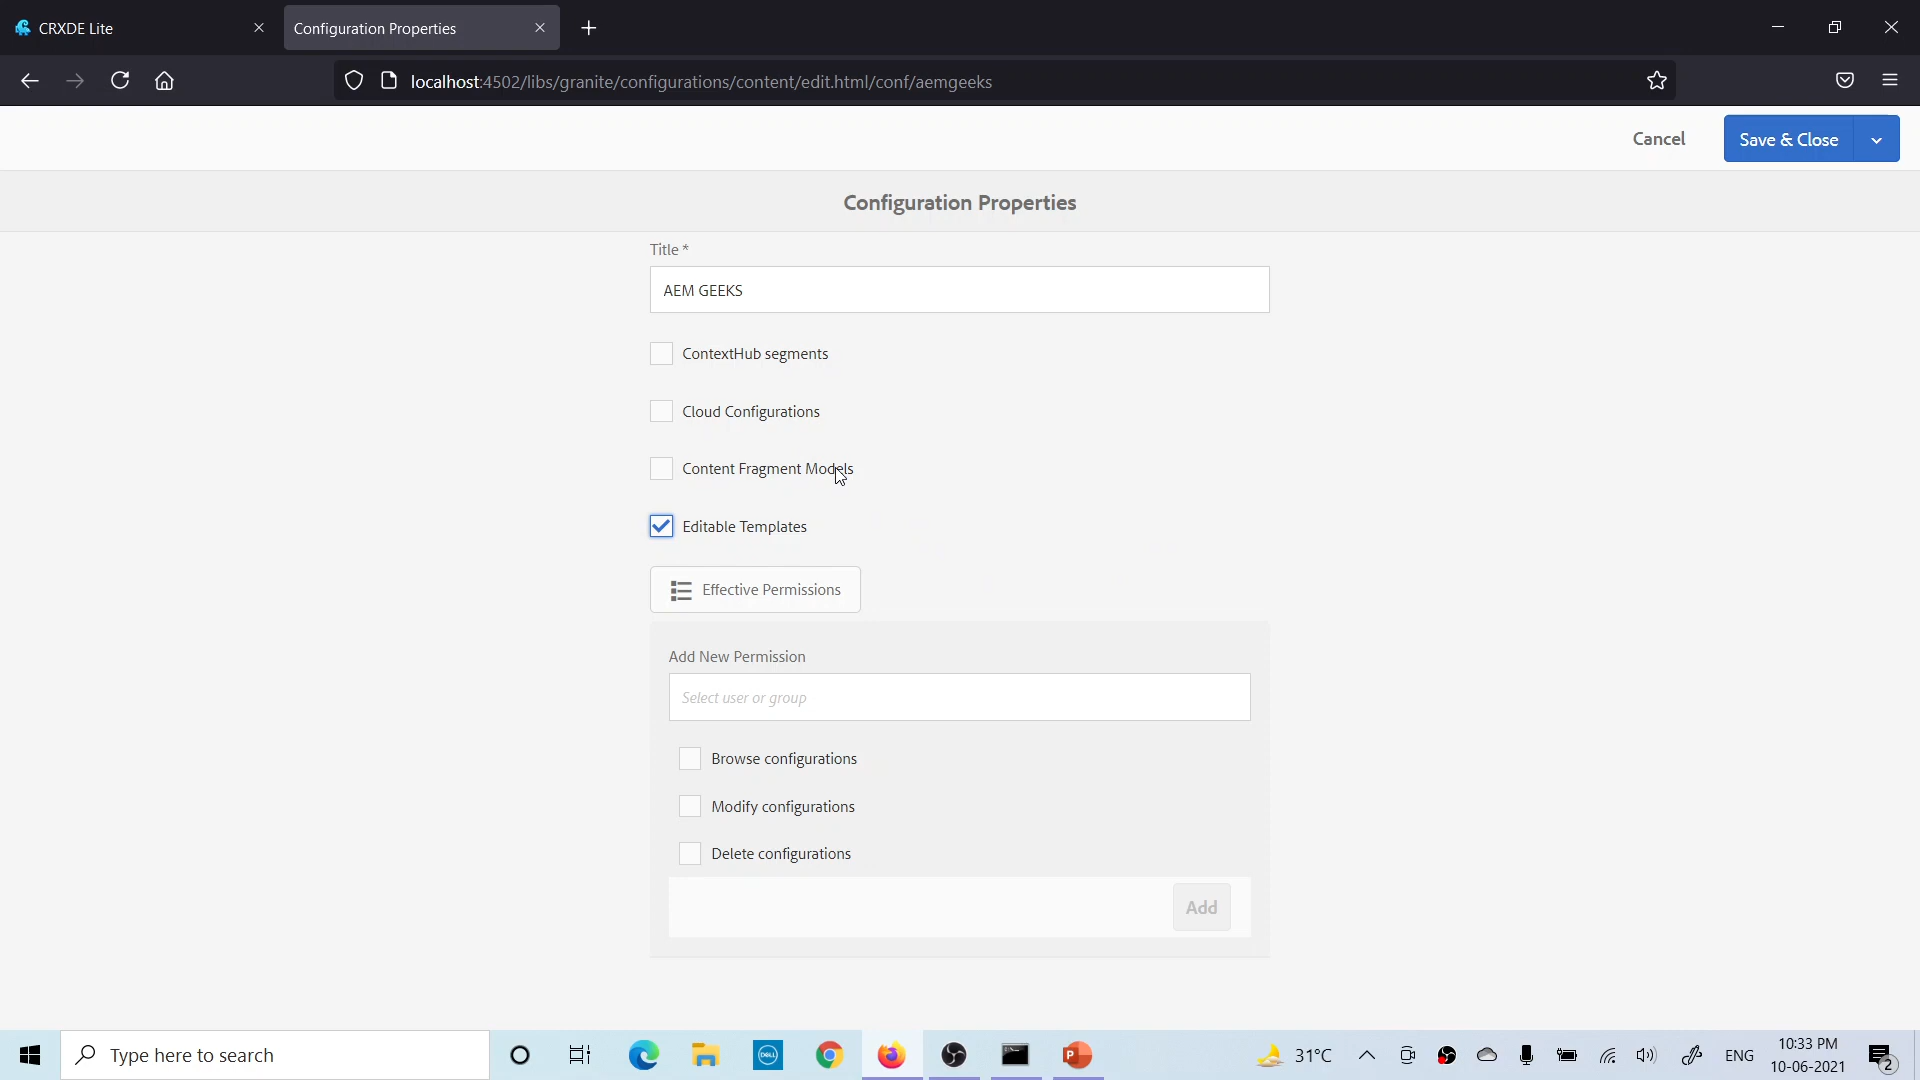 CRXDE Lite
Configuration Properties
localhost:4502/libs/granite/configurations/content/edit.html/conf/aemgeeks
Cancel
Save & Close
Configuration Properties
Title *
AEM GEEKS
ContextHub segments
Cloud Configurations
Content Fragment Models
Editable Templates
Effective Permissions
Add New Permission
Select user or group
Browse configurations
Modify configurations
Delete configurations
Add
Type here to search
DELL
P
31°C
ENG
10:33 PM
10-06-2021
2